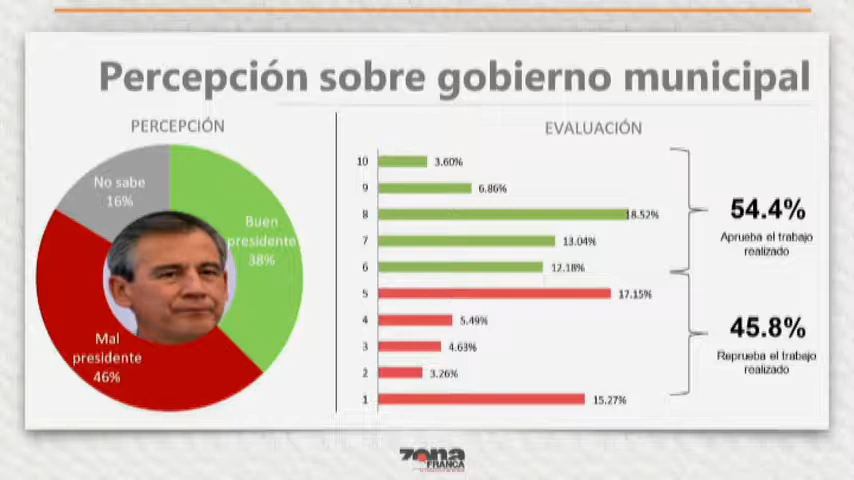 Percepción sobre gobierno municipal
PERCEPCIÓN
No sabe
16%
Buen
presidente
38%
Mal
presidente
46%
EVALUACIÓN
10 3.60%
9 6.86%
8 18.52%
7 13.04%
6 12.18%
5 17.15%
4 5.49%
3 4.63%
2 3.26%
1 15.27%
54.4%
Aprueba el trabajo
realizado
45.8%
Reprueba el trabajo
realizado
ZONA
FRANCA